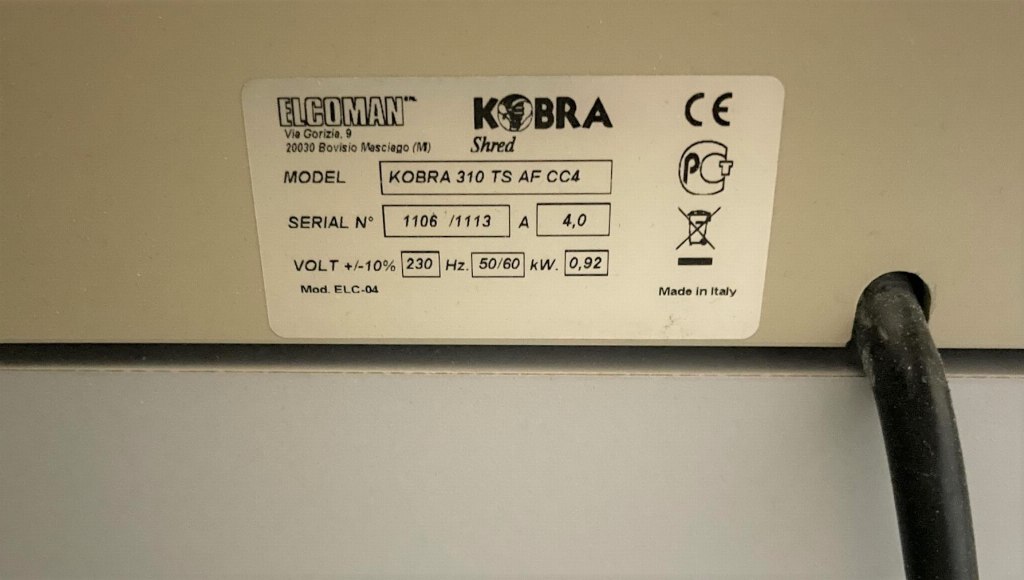 ELCOMAN
Via Gorizia, 9
20030 Bovisio Masciago (MI)
KOBRA
Shred
CE
MODEL KOBRA 310 TS AF CC4
PCT
SERIAL N° 1106 /1113 A 4,0
VOLT +/-10% 230 Hz. 50/60 kW. 0,92
Mod. ELC-04
Made in Italy